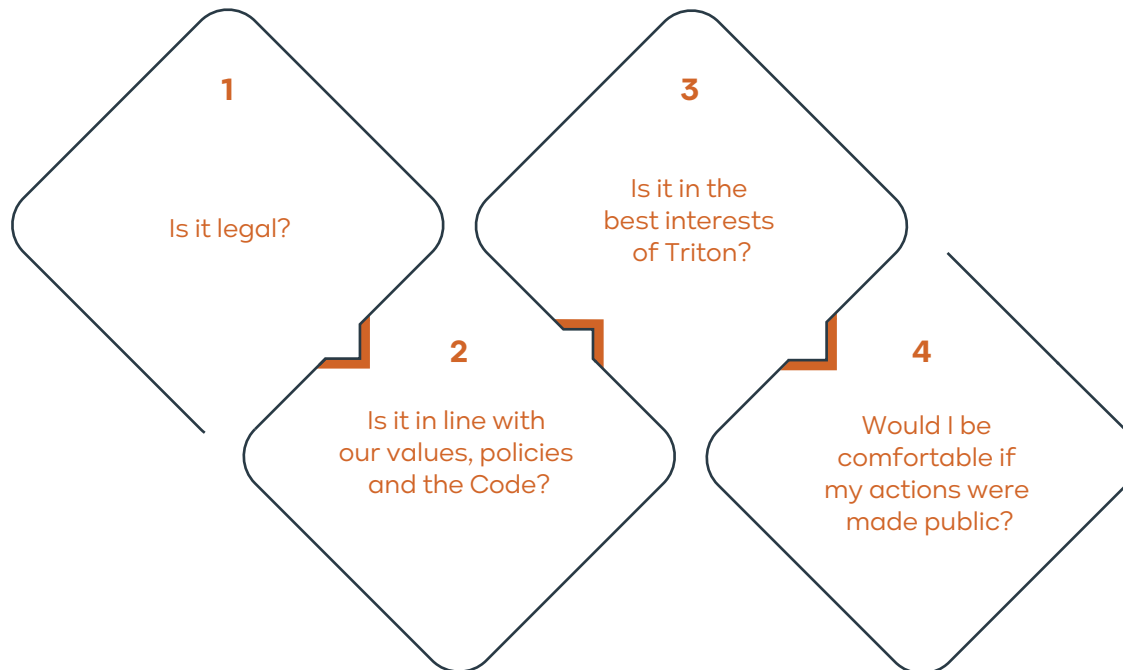 1
Is it legal?
2
Is it in line with
our values, policies
and the Code?
3
Is it in the
best interests
of Triton?
4
Would I be
comfortable if
my actions were
made public?